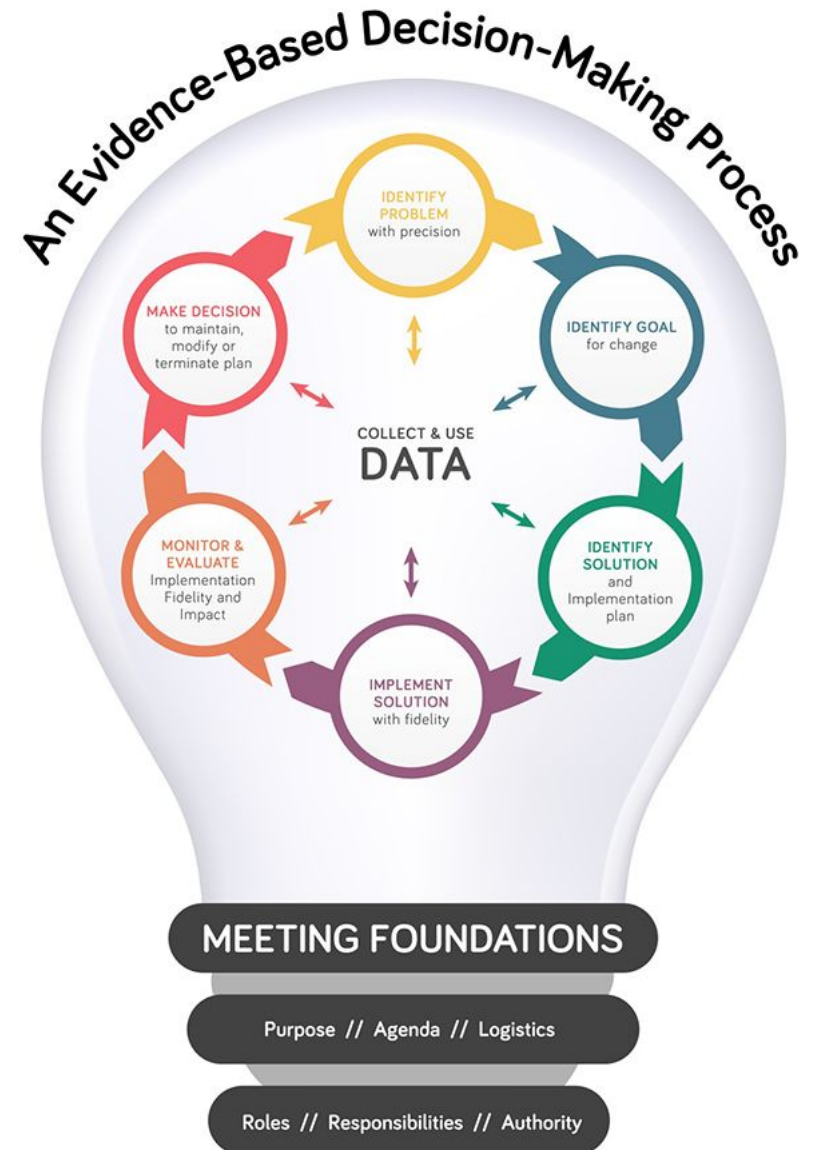 An Evidence-Based Decision-Making Process
IDENTIFY
PROBLEM
with precision
IDENTIFY GOAL
for change
IDENTIFY
SOLUTION
and
Implementation
plan
IMPLEMENT
SOLUTION
with fidelity
MONITOR &
EVALUATE
Implementation
Fidelity and
Impact
MAKE DECISION
to maintain,
modify or
terminate plan
COLLECT & USE
DATA
MEETING FOUNDATIONS
Purpose // Agenda // Logistics
Roles // Responsibilities // Authority